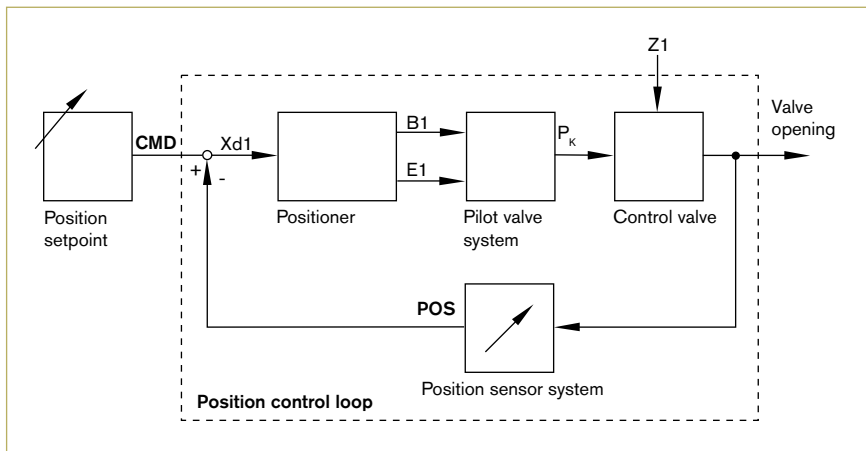 Z1
Valve
opening
CMD
Xd1
B1
E1
P_K
+
-
Position
setpoint
Positioner
Pilot valve
system
Control valve
POS
Position sensor system
Position control loop